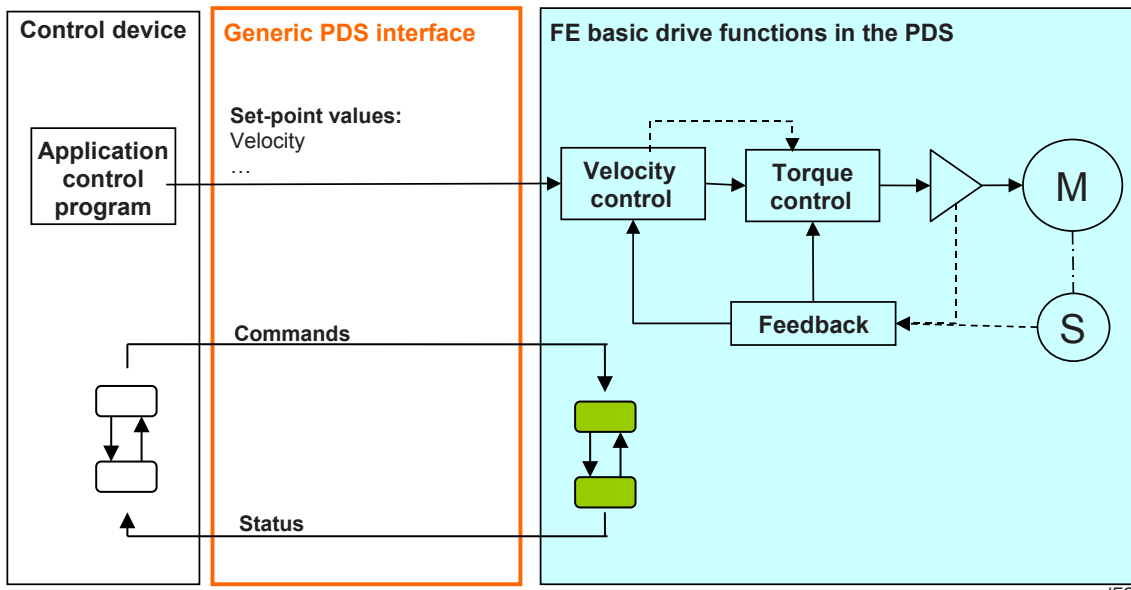 Control device
Generic PDS interface
FE basic drive functions in the PDS
Set-point values:
Velocity
…
Application
control
program
Velocity
control
Torque
control
M
Feedback
S
Commands
Status